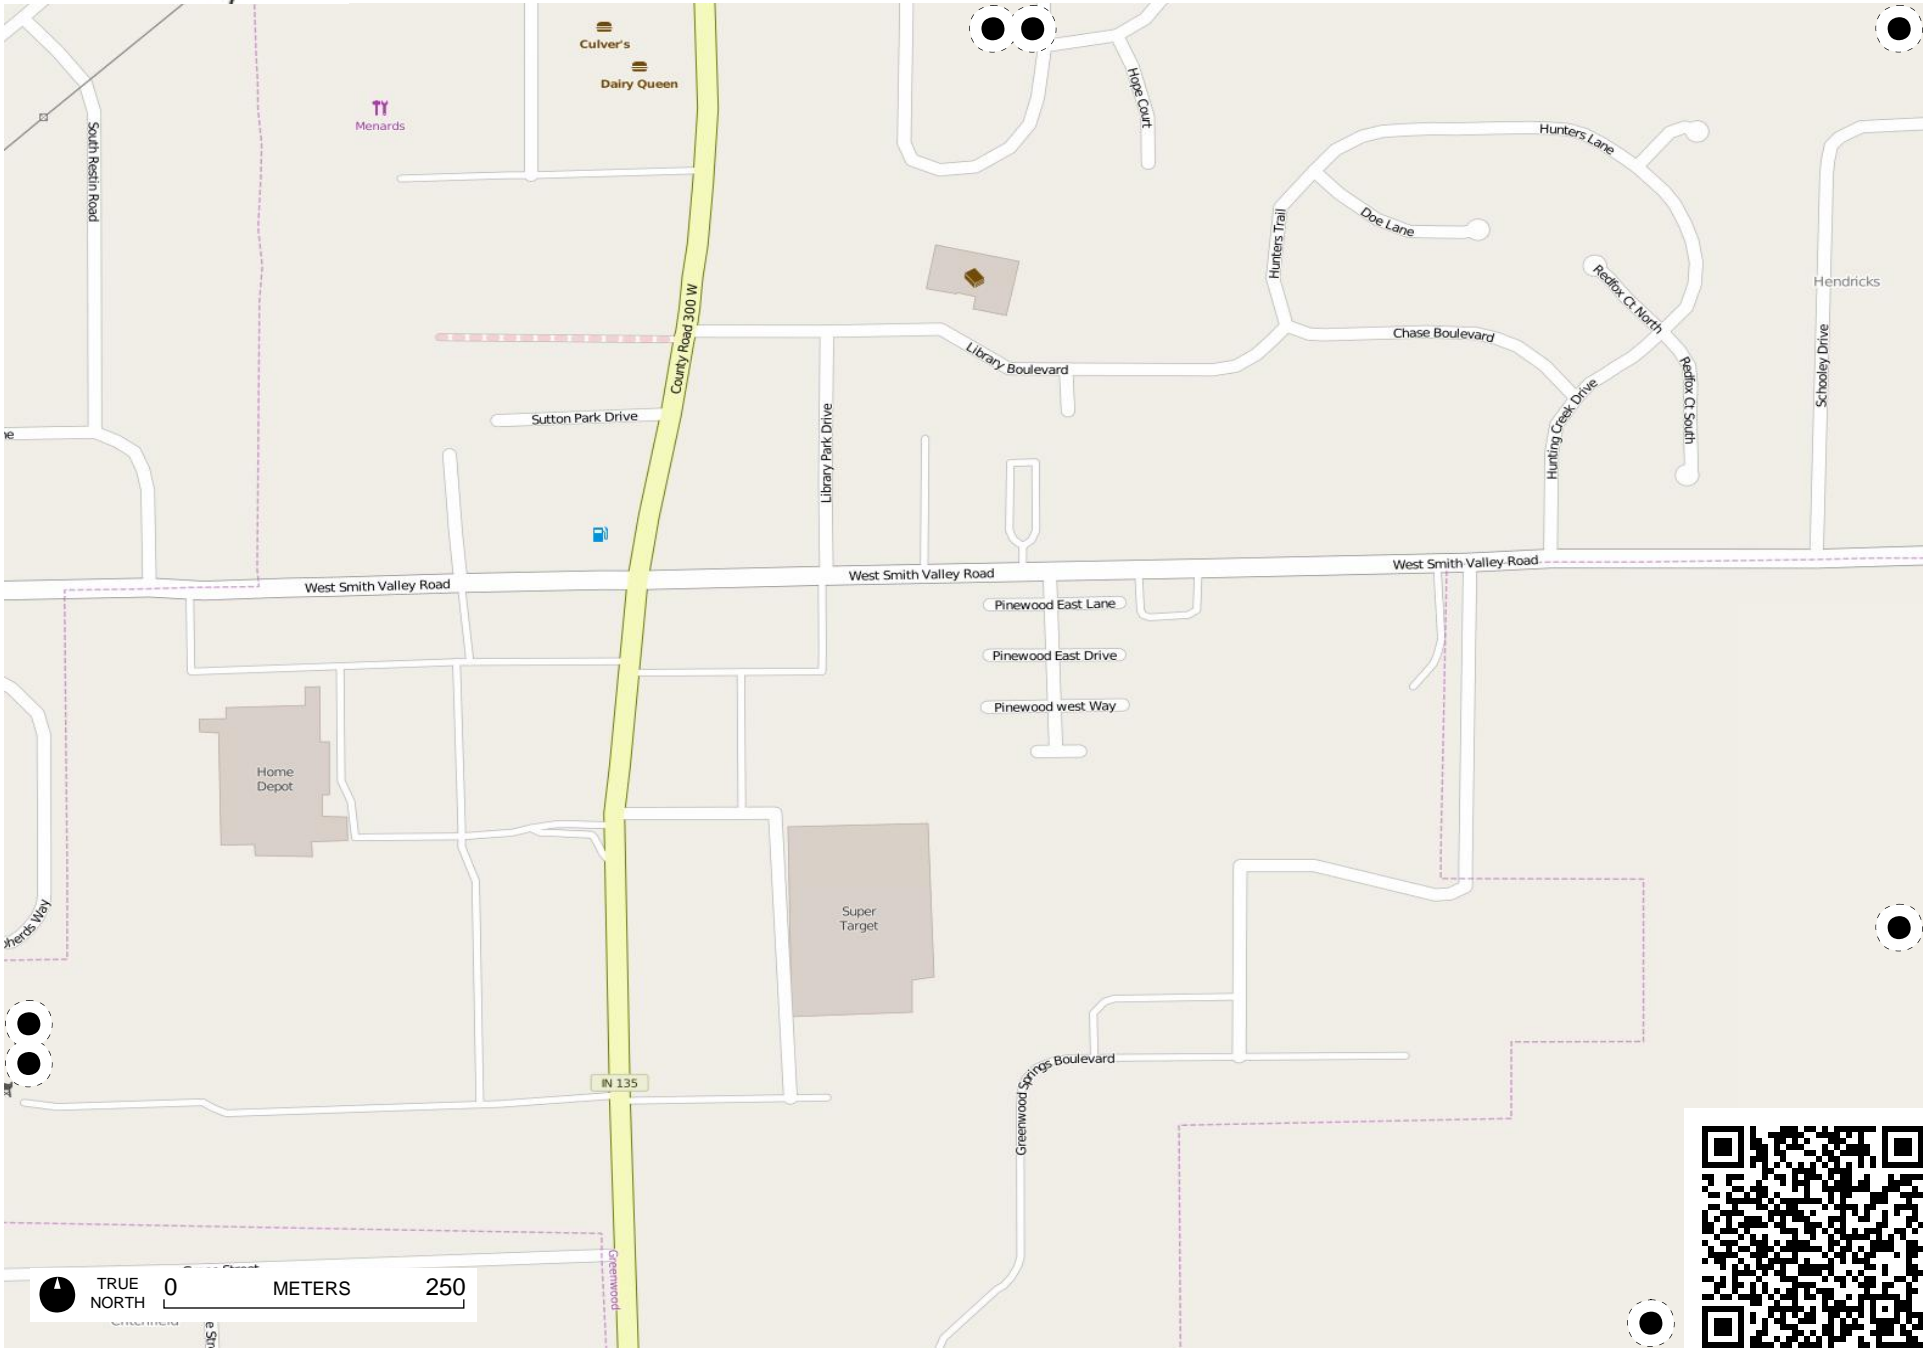 Culver's
Dairy Queen
Menards
South Restin Road
Hope Court
Hunters Lane
Doe Lane
Hunters Trail
Redfox Ct North
Hendricks
County Road 300 W
Chase Boulevard
Library Boulevard
Schooley Drive
Redfox Ct South
Sutton Park Drive
Library Park Drive
Hunting Creek Drive
West Smith Valley Road
West Smith Valley Road
West Smith Valley Road
Pinewood East Lane
Pinewood East Drive
Pinewood west Way
Home
Depot
Super
Target
Greenwood Springs Boulevard
IN 135
Greenwood Springs Boulevard
Greenwood
TRUE
NORTH
0 METERS 250